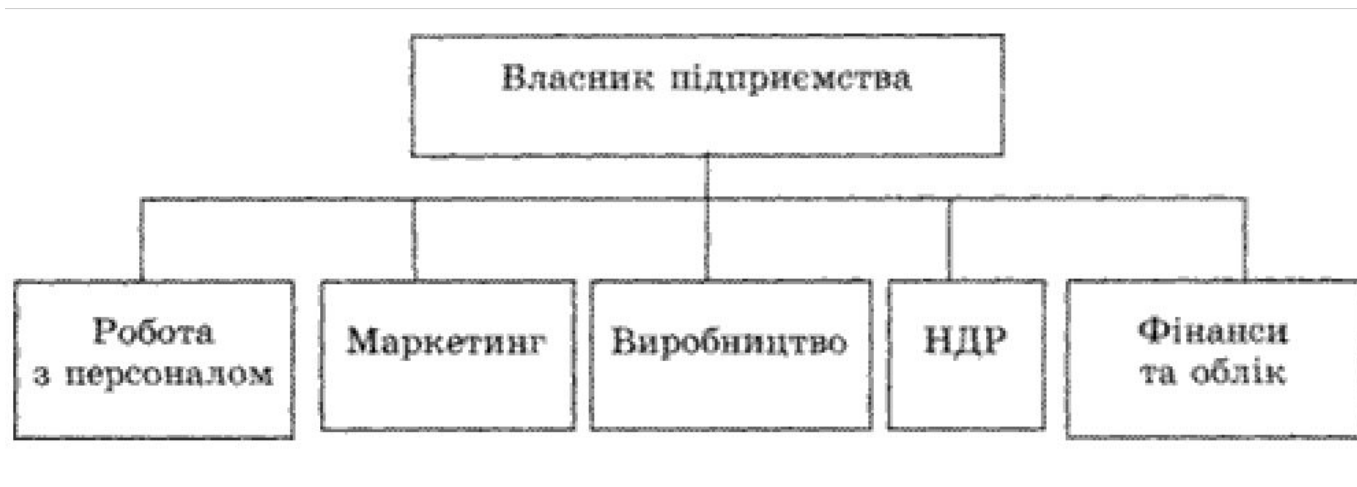 Власник підприємства
Робота
з персоналом
Маркетинг
Виробництво
НДР
Фінанси
та облік